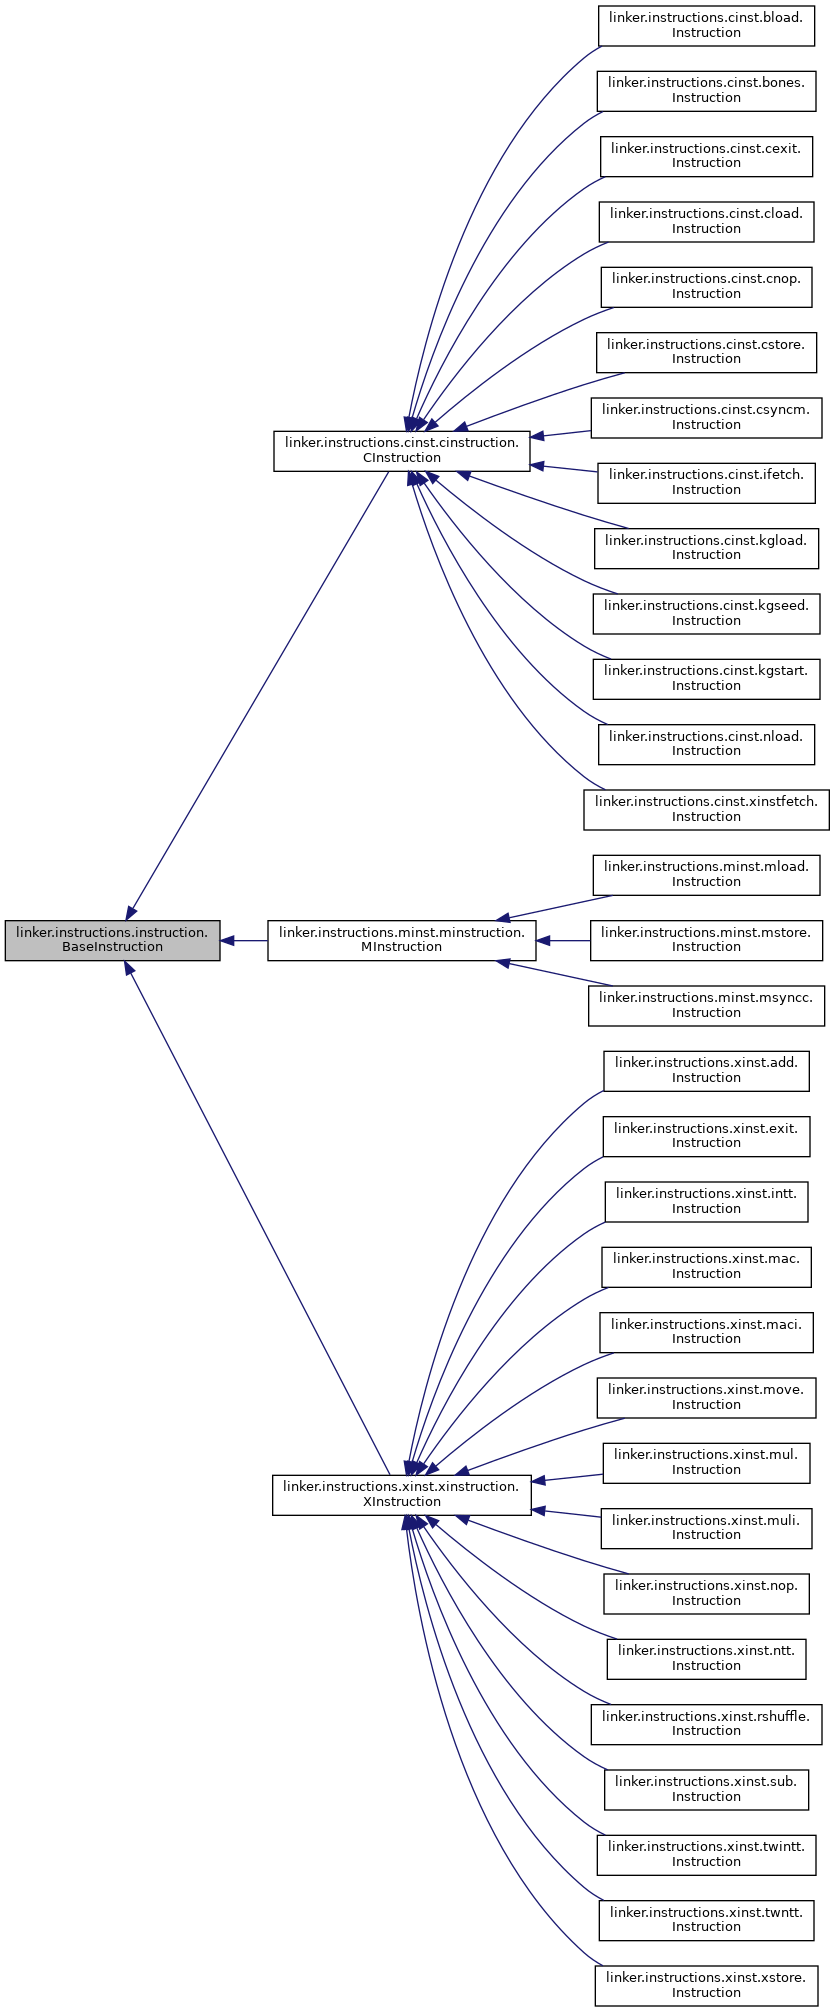 linker.instructions.cinst.bload.
Instruction
linker.instructions.cinst.bones.
Instruction
linker.instructions.cinst.cexit.
Instruction
linker.instructions.cinst.cload.
Instruction
linker.instructions.cinst.cnop.
Instruction
linker.instructions.cinst.cstore.
Instruction
linker.instructions.cinst.csyncm.
Instruction
linker.instructions.cinst.cinstruction.
CInstruction
linker.instructions.cinst.ifetch.
Instruction
linker.instructions.cinst.kgload.
Instruction
linker.instructions.cinst.kgseed.
Instruction
linker.instructions.cinst.kgstart.
Instruction
linker.instructions.cinst.nload.
Instruction
linker.instructions.cinst.xinstfetch.
Instruction
linker.instructions.minst.mload.
Instruction
linker.instructions.instruction.
BaseInstruction
linker.instructions.minst.minstruction.
MInstruction
linker.instructions.minst.mstore.
Instruction
linker.instructions.minst.msyncc.
Instruction
linker.instructions.xinst.add.
Instruction
linker.instructions.xinst.exit.
Instruction
linker.instructions.xinst.intt.
Instruction
linker.instructions.xinst.mac.
Instruction
linker.instructions.xinst.maci.
Instruction
linker.instructions.xinst.move.
Instruction
linker.instructions.xinst.mul.
Instruction
linker.instructions.xinst.xinstruction.
XInstruction
linker.instructions.xinst.muli.
Instruction
linker.instructions.xinst.nop.
Instruction
linker.instructions.xinst.ntt.
Instruction
linker.instructions.xinst.rshuffle.
Instruction
linker.instructions.xinst.sub.
Instruction
linker.instructions.xinst.twintt.
Instruction
linker.instructions.xinst.twntt.
Instruction
linker.instructions.xinst.xstore.
Instruction